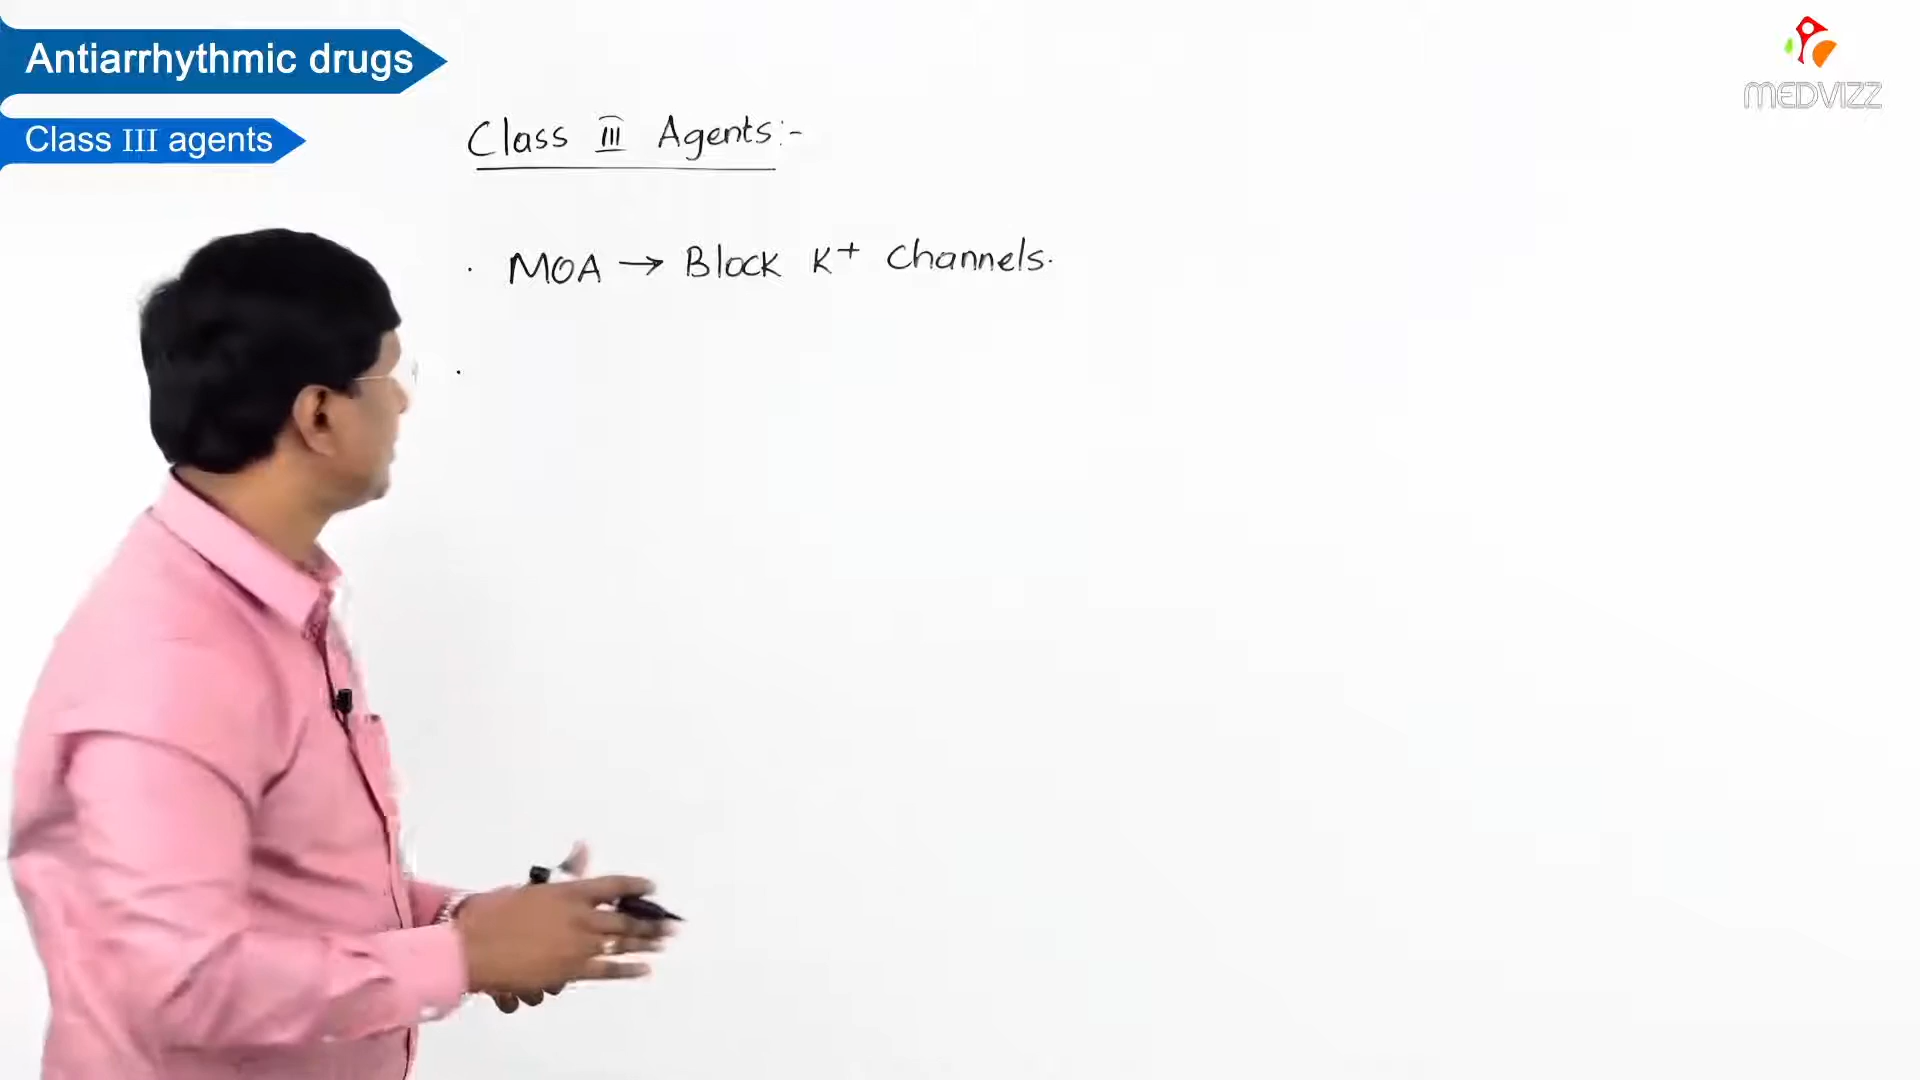 Antiarrhythmic drugs
MEDVIZZ
Class III agents
Class III Agents:-
. MOA → Block K+ Channels.
.